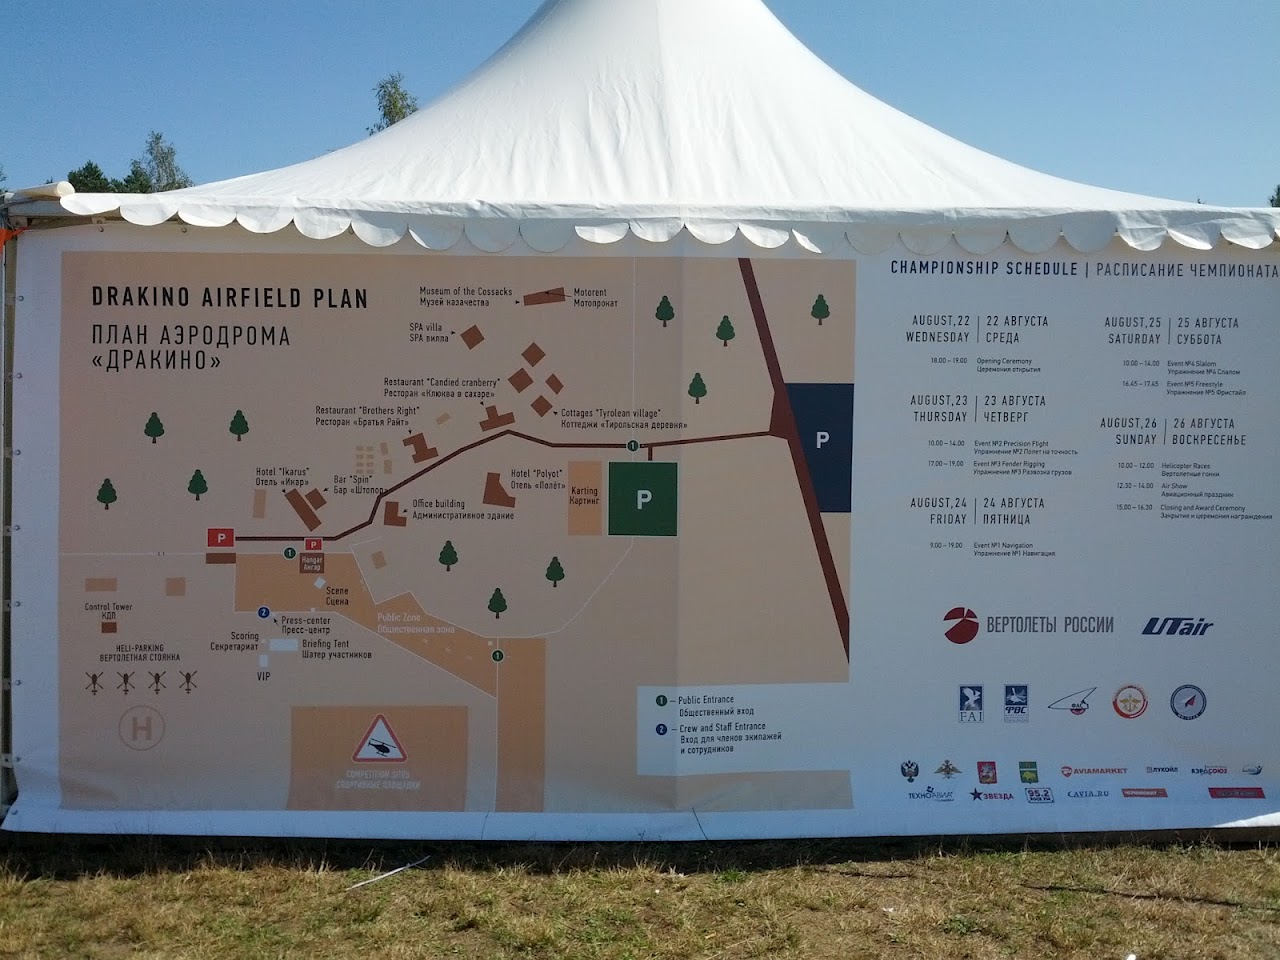 DRAKINO AIRFIELD PLAN
ПЛАН АЭРОДРОМА
«ДРАКИНО»
Museum of the Cossacks
Музей казачества
Motorent
Мотопрокат
SPA villa
SPA вилла
Restaurant "Candied cranberry"
Ресторан «Клюква в сахаре»
Restaurant "Brothers Right"
Ресторан «Братья Райт»
Cottages "Tyrolean village"
Коттеджи «Тирольская деревня»
Hotel "Ikarus"
Отель «Икар»
Bar "Spin"
Бар «Штопор»
Hotel "Polyot"
Отель «Полёт»
Karting
Картинг
Office building
Административное здание
1
P
P
P
P
1
Hangar
Ангар
Scene
Сцена
Control Tower
КДП
2
Press-center
Пресс-центр
Public Zone
Общественная зона
Scoring
Секретариат
Briefing Tent
Шатер участников
VIP
1
HELI-PARKING
ВЕРТОЛЕТНАЯ СТОЯНКА
H
COMPETITION SITES
СПОРТИВНЫЕ ПЛОЩАДКИ
1 – Public Entrance
Общественный вход
2 – Crew and Staff Entrance
Вход для членов экипажей
и сотрудников
CHAMPIONSHIP SCHEDULE | РАСПИСАНИЕ ЧЕМПИОНАТА
AUGUST,22 | 22 АВГУСТА
WEDNESDAY | СРЕДА
18.00 – 19.00 Opening Ceremony
Церемония открытия
AUGUST,23 | 23 АВГУСТА
THURSDAY | ЧЕТВЕРГ
10.00 – 14.00 Event №2 Precision Flight
Упражнение №2 Полет на точность
17.00 – 19.00 Event №3 Fender Rigging
Упражнение №3 Развозка грузов
AUGUST,24 | 24 АВГУСТА
FRIDAY | ПЯТНИЦА
9.00 – 19.00 Event №1 Navigation
Упражнение №1 Навигация
AUGUST,25 | 25 АВГУСТА
SATURDAY | СУББОТА
10.00 – 14.00 Event №4 Slalom
Упражнение №4 Слалом
16.45 – 17.45 Event №5 Freestyle
Упражнение №5 Фристайл
AUGUST,26 | 26 АВГУСТА
SUNDAY | ВОСКРЕСЕНЬЕ
10.00 – 12.00 Helicopter Races
Вертолетные гонки
12.30 – 14.00 Air Show
Авиационный праздник
15.00 – 16.30 Closing and Award Ceremony
Закрытие и церемония награждения
ВЕРТОЛЕТЫ РОССИИ
UTair
FAI
ФВС
ФЛС
AVIAMARKET
ЛУКОЙЛ
АЭРОСОЮЗ
ТЕХНОАВИА
ЗВЕЗДА
95.2
ROCK FM
CAVIA.RU